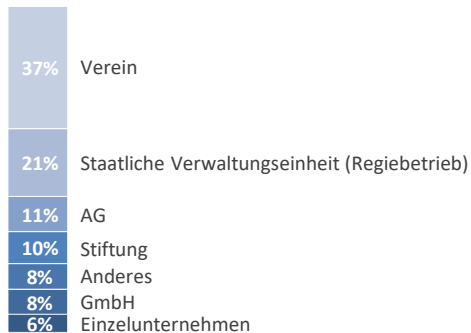 37% Verein
21% Staatliche Verwaltungseinheit (Regiebetrieb)
11% AG
10% Stiftung
8% Anderes
8% GmbH
6% Einzelunternehmen